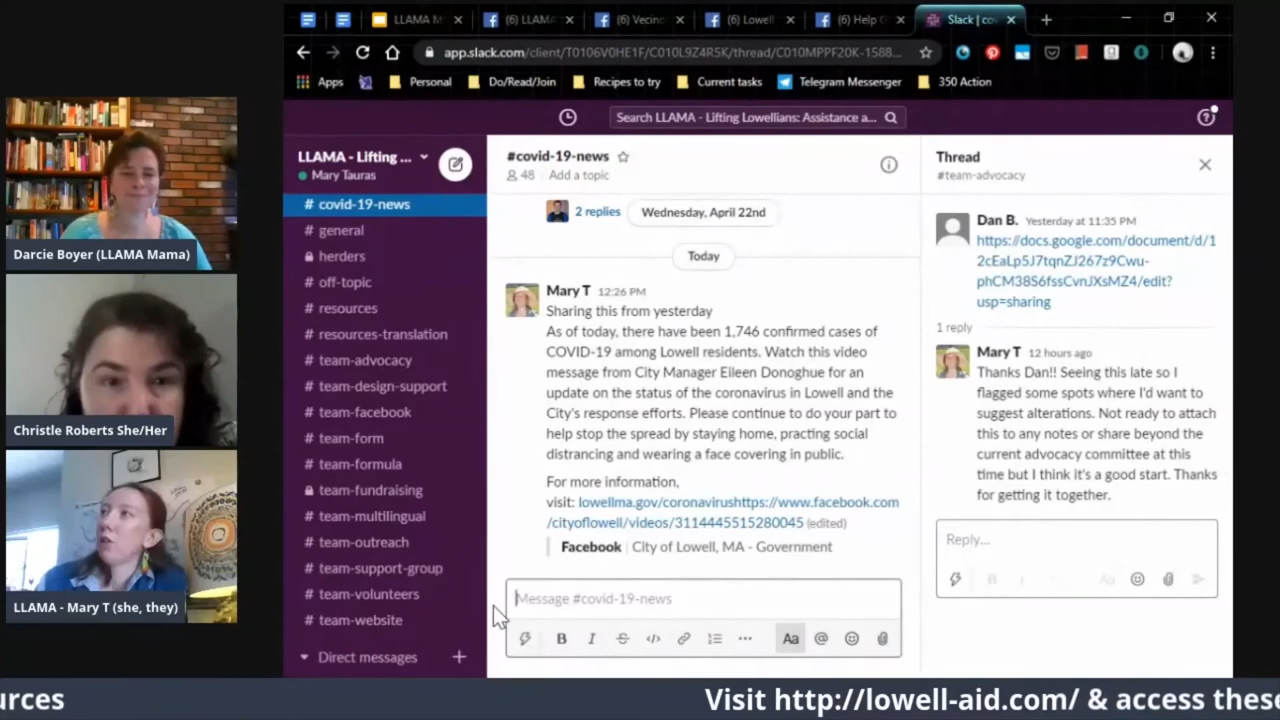 LLAMA M
(6) LLAMA
(6) Vecin
(6) Lowell
(6) Help G
Slack | co
app.slack.com/client/T0106V0HE1F/C010L9Z4R5K/thread/C010MPPF20K-1588...
Apps
Personal
Do/Read/Join
Recipes to try
Current tasks
Telegram Messenger
350 Action
Search LLAMA - Lifting Lowellians: Assistance a...
LLAMA - Lifting ...
Mary Tauras
# covid-19-news
# general
herders
# off-topic
# resources
# resources-translation
# team-advocacy
# team-design-support
# team-facebook
# team-form
# team-formula
team-fundraising
# team-multilingual
# team-outreach
# team-support-group
# team-volunteers
# team-website
Direct messages
#covid-19-news
48 | Add a topic
2 replies
Wednesday, April 22nd
Today
Mary T 12:26 PM
Sharing this from yesterday
As of today, there have been 1,746 confirmed cases of
COVID-19 among Lowell residents. Watch this video
message from City Manager Eileen Donoghue for an
update on the status of the coronavirus in Lowell and the
City's response efforts. Please continue to do your part to
help stop the spread by staying home, practing social
distrancing and wearing a face covering in public.
For more information,
visit: lowellma.gov/coronavirushttps://www.facebook.com
/cityoflowell/videos/3114445515280045 (edited)
Facebook | City of Lowell, MA - Government
Message #covid-19-news
B I S Aa @
Thread
#team-advocacy
Dan B. Yesterday at 11:35 PM
https://docs.google.com/document/d/1
2cEaLp5J7tqnZJ267z9Cwu-
phCM38S6fssCvnJXsMZ4/edit?
usp=sharing
1 reply
Mary T 12 hours ago
Thanks Dan!! Seeing this late so I
flagged some spots where I'd want to
suggest alterations. Not ready to attach
this to any notes or share beyond the
current advocacy committee at this
time but I think it's a good start. Thanks
for getting it together.
Reply...
Darcie Boyer (LLAMA Mama)
Christle Roberts She/Her
LLAMA - Mary T (she, they)
urces
Visit http://lowell-aid.com/ & access these